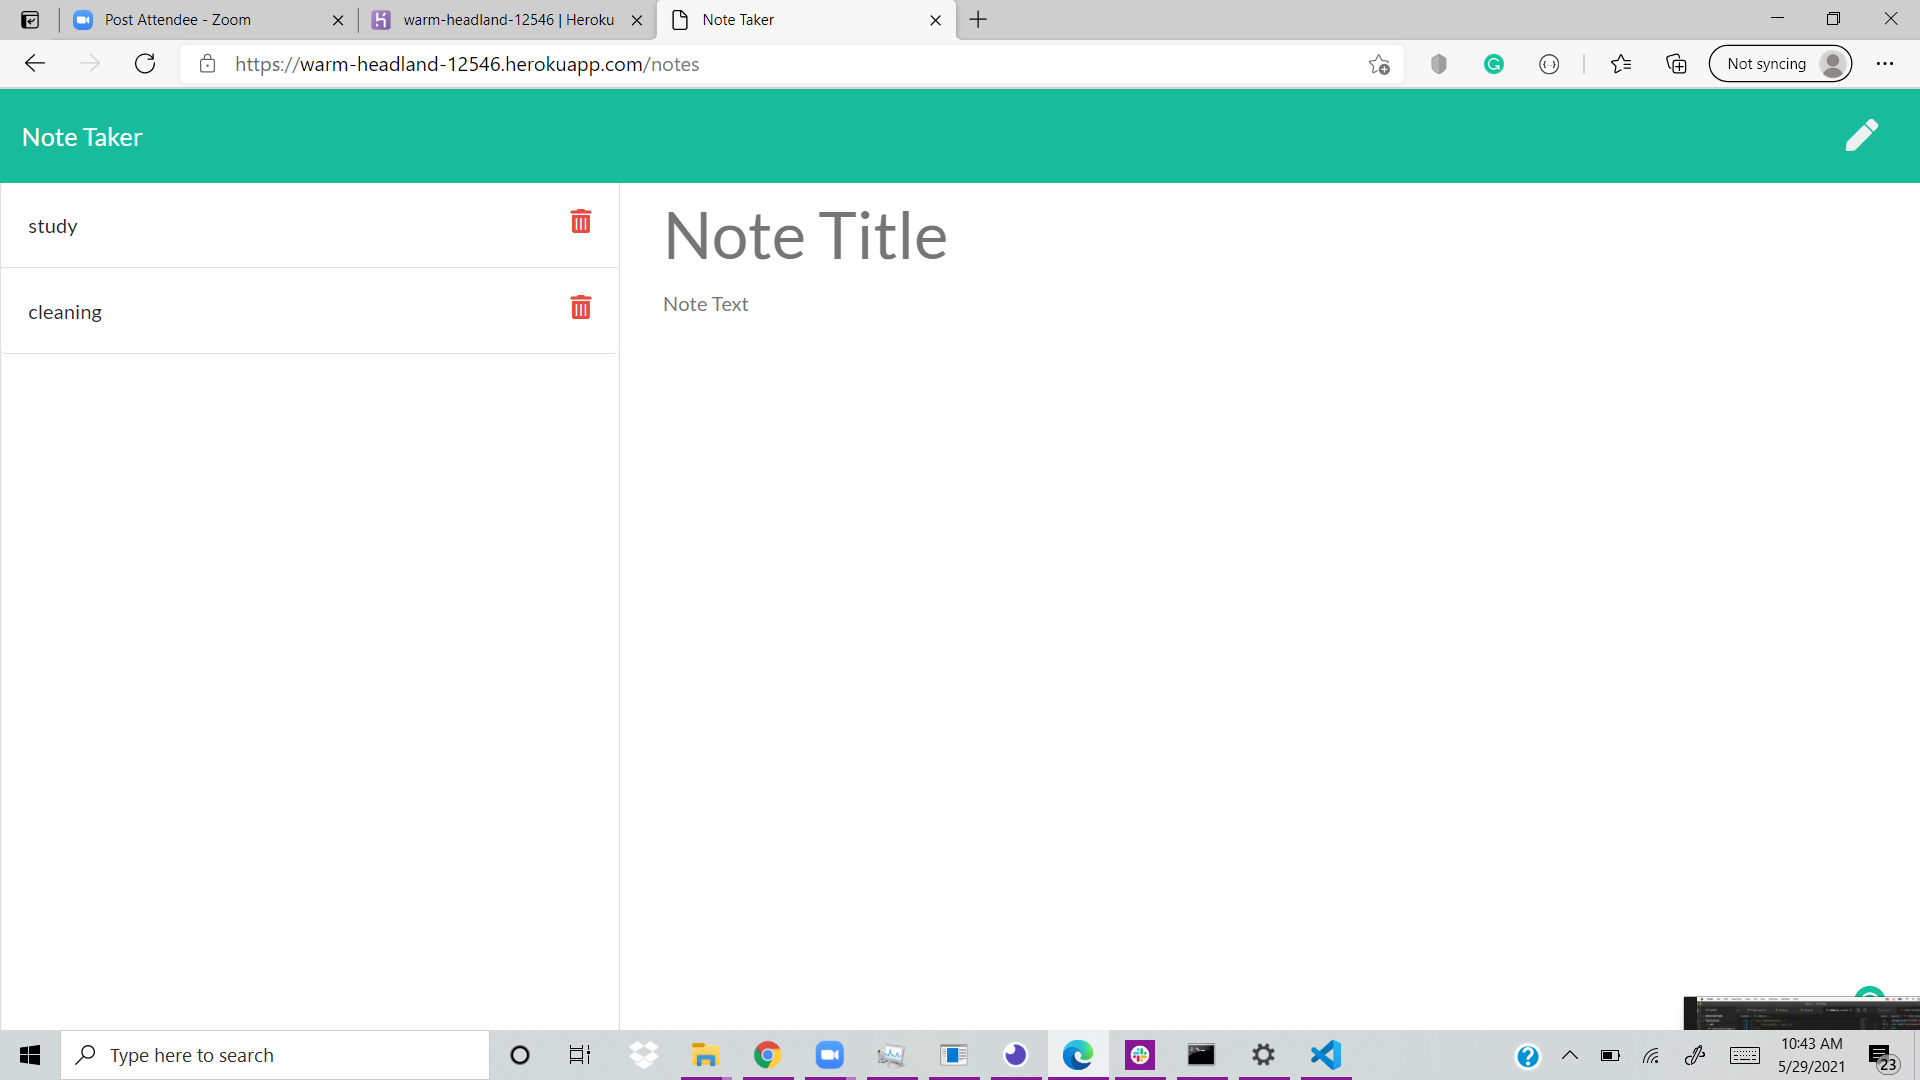 Post Attendee - Zoom
warm-headland-12546 | Heroku
Note Taker
https://warm-headland-12546.herokuapp.com/notes
Not syncing
Note Taker
study
cleaning
Note Title
Note Text
Type here to search
10:43 AM
5/29/2021
23